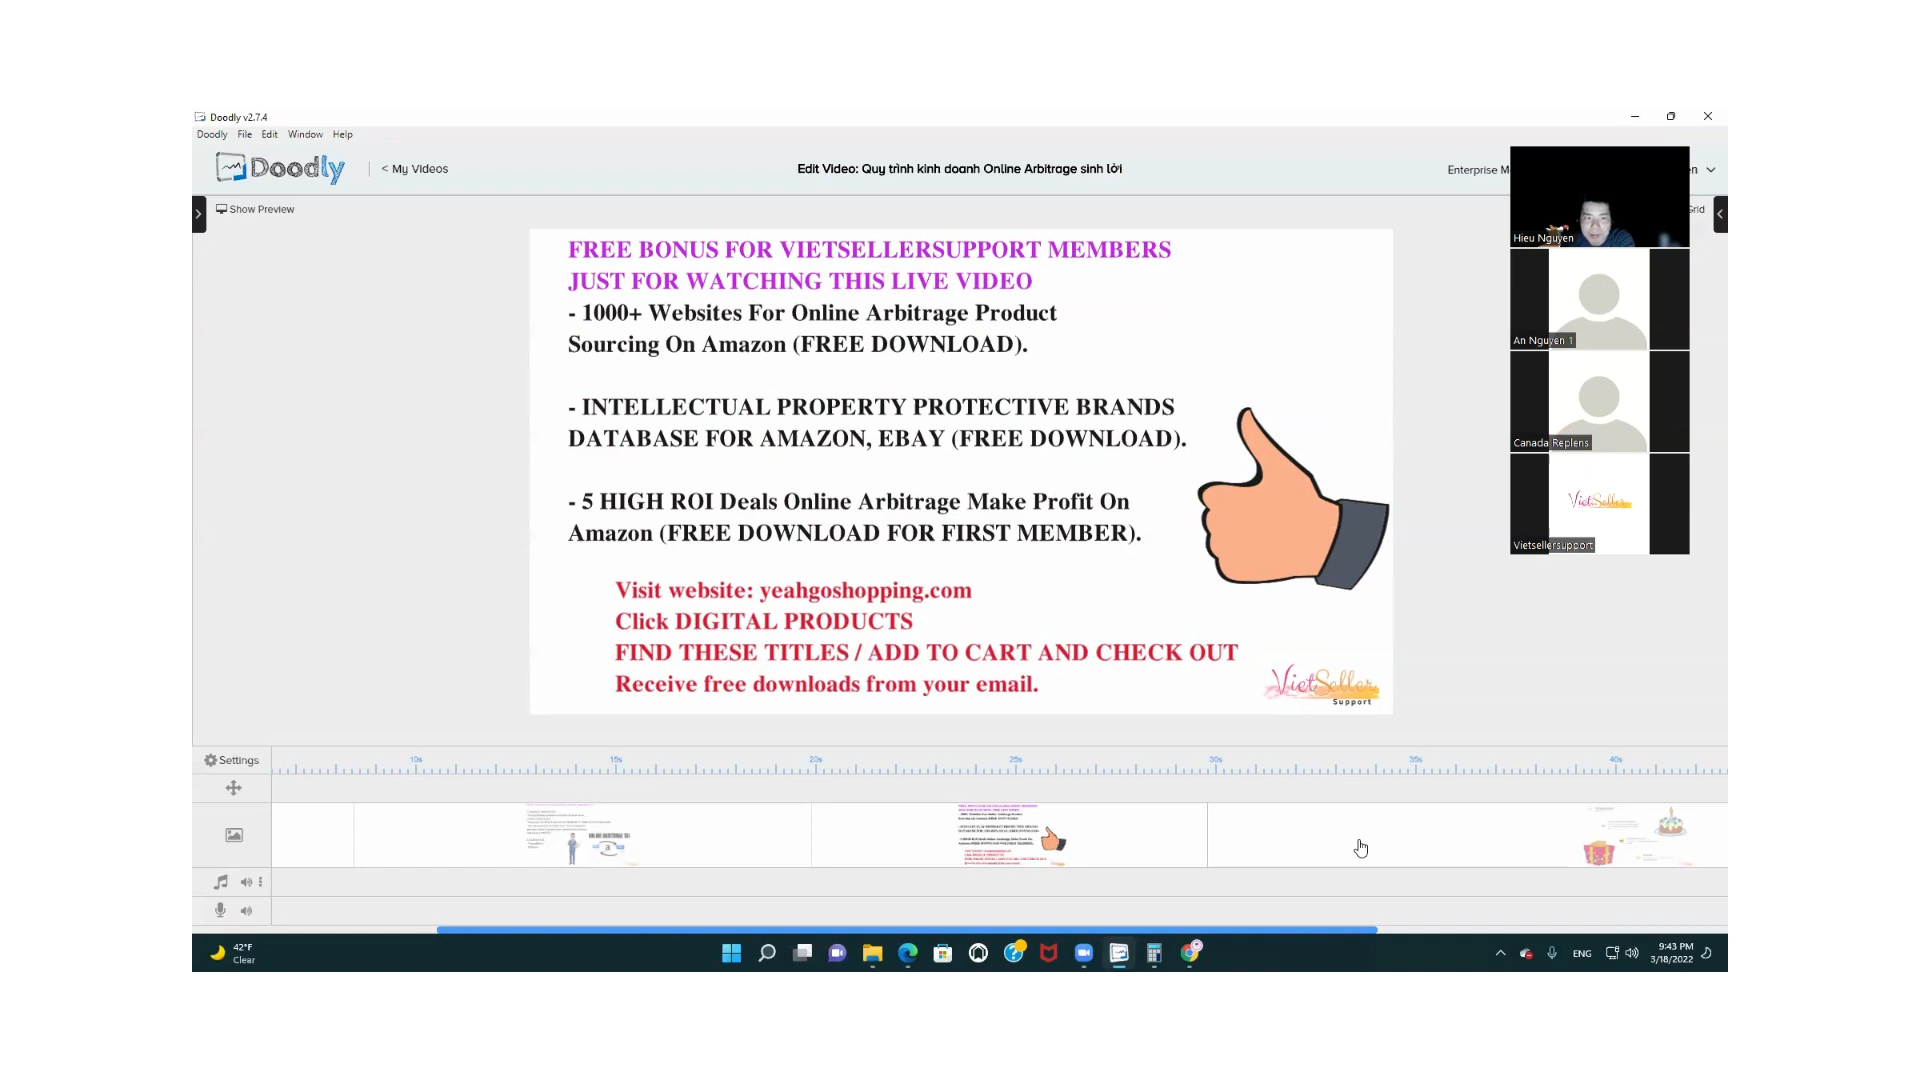 Doodly v2.7.4
Doodly File Edit Window Help
Doodly
< My Videos
Edit Video: Quy trình kinh doanh Online Arbitrage sinh lời
Enterprise M
n
Show Preview
Grid
Hieu Nguyen
An Nguyen 1
Canada Replens
VietSeller
Vietsellersupport
FREE BONUS FOR VIETSELLERSUPPORT MEMBERS
JUST FOR WATCHING THIS LIVE VIDEO
- 1000+ Websites For Online Arbitrage Product
Sourcing On Amazon (FREE DOWNLOAD).
- INTELLECTUAL PROPERTY PROTECTIVE BRANDS
DATABASE FOR AMAZON, EBAY (FREE DOWNLOAD).
- 5 HIGH ROI Deals Online Arbitrage Make Profit On
Amazon (FREE DOWNLOAD FOR FIRST MEMBER).
Visit website: yeahgoshopping.com
Click DIGITAL PRODUCTS
FIND THESE TITLES / ADD TO CART AND CHECK OUT
Receive free downloads from your email.
VietSeller
Support
Settings
10s 15s 20s 25s 30s 35s 40s
42°F
Clear
ENG
9:43 PM
3/18/2022